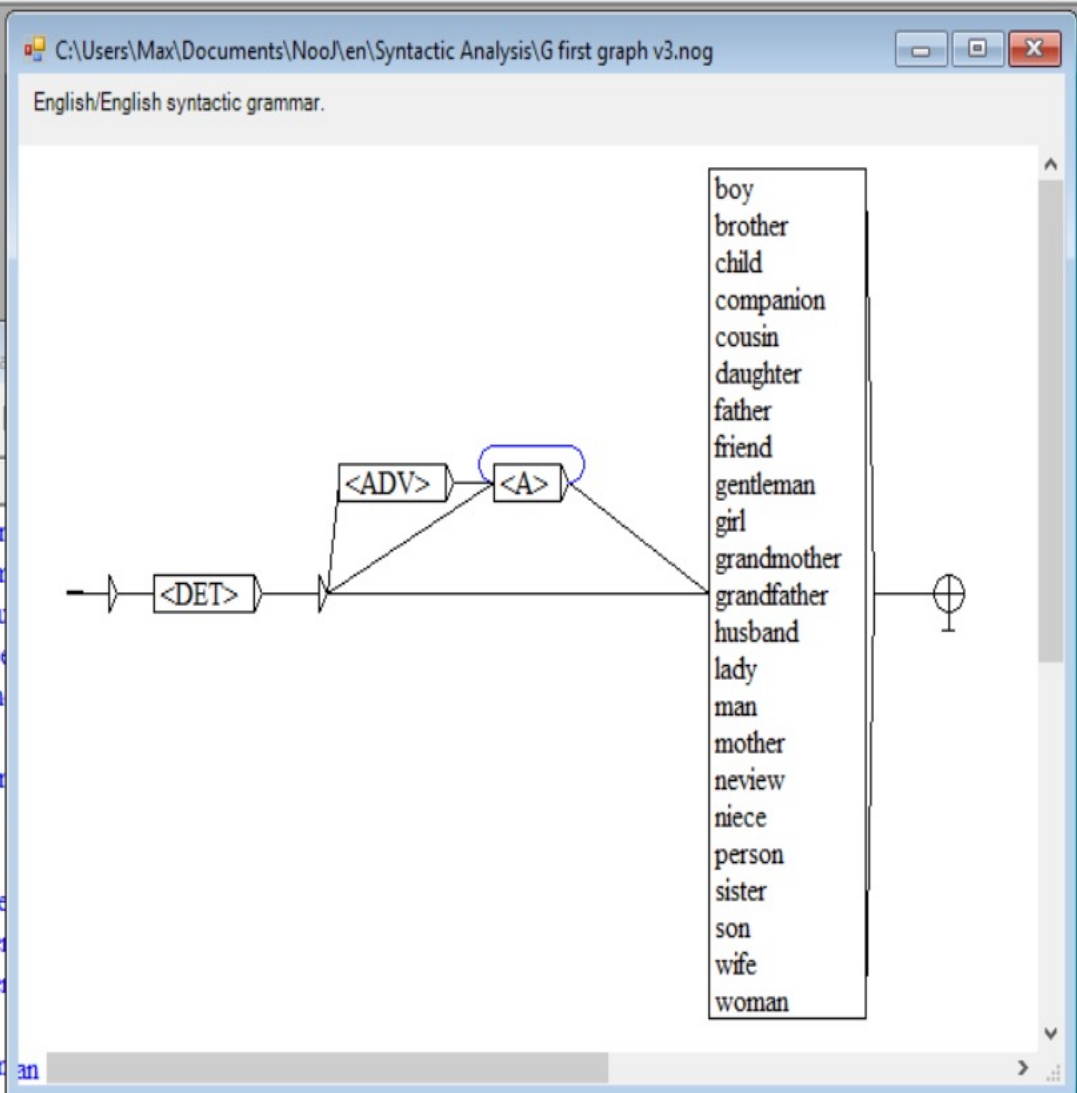 C:\Users\Max\Documents\NooJ\en\Syntactic Analysis\G first graph v3.nog
English/English syntactic grammar.
<DET>
<ADV>
<A>
boy
brother
child
companion
cousin
daughter
father
friend
gentleman
girl
grandmother
grandfather
husband
lady
man
mother
neview
niece
person
sister
son
wife
woman
an